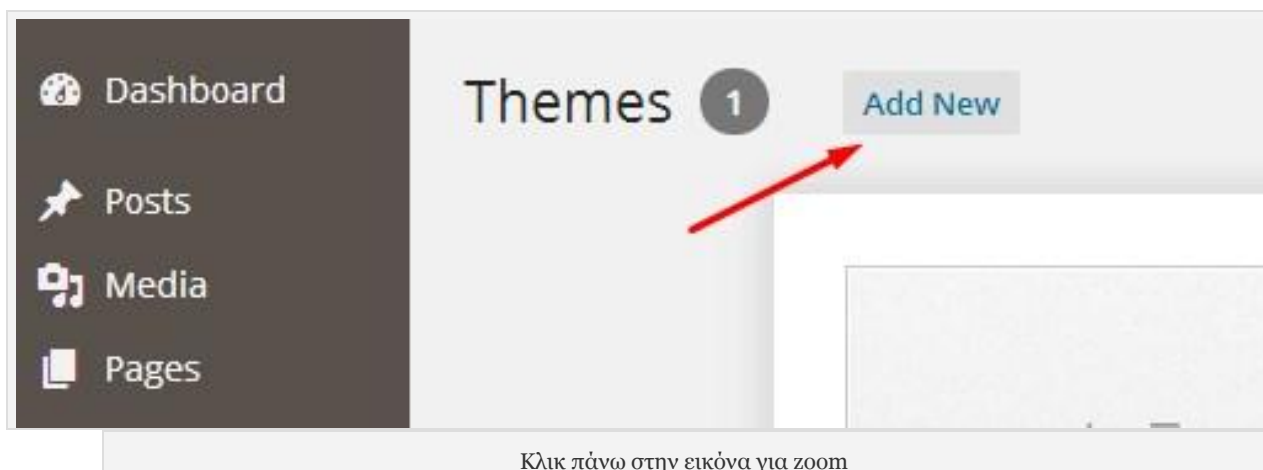 Dashboard
Posts
Media
Pages
Themes 1 Add New
Κλικ πάνω στην εικόνα για zoom